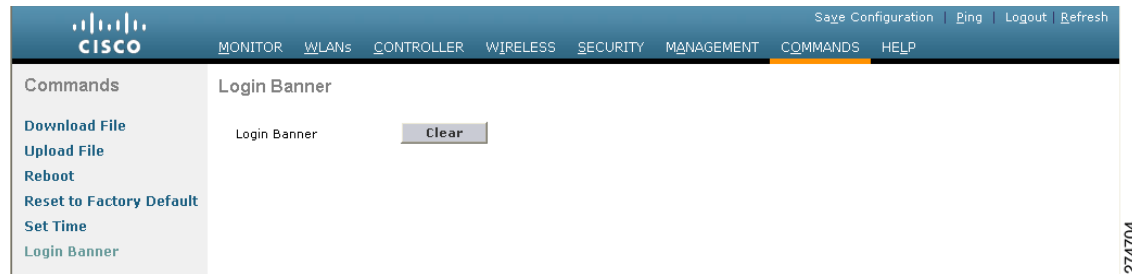 Save Configuration | Ping | Logout | Refresh
CISCO
MONITOR WLANs CONTROLLER WIRELESS SECURITY MANAGEMENT COMMANDS HELP
Commands
Download File
Upload File
Reboot
Reset to Factory Default
Set Time
Login Banner
Login Banner
Login Banner Clear
274704